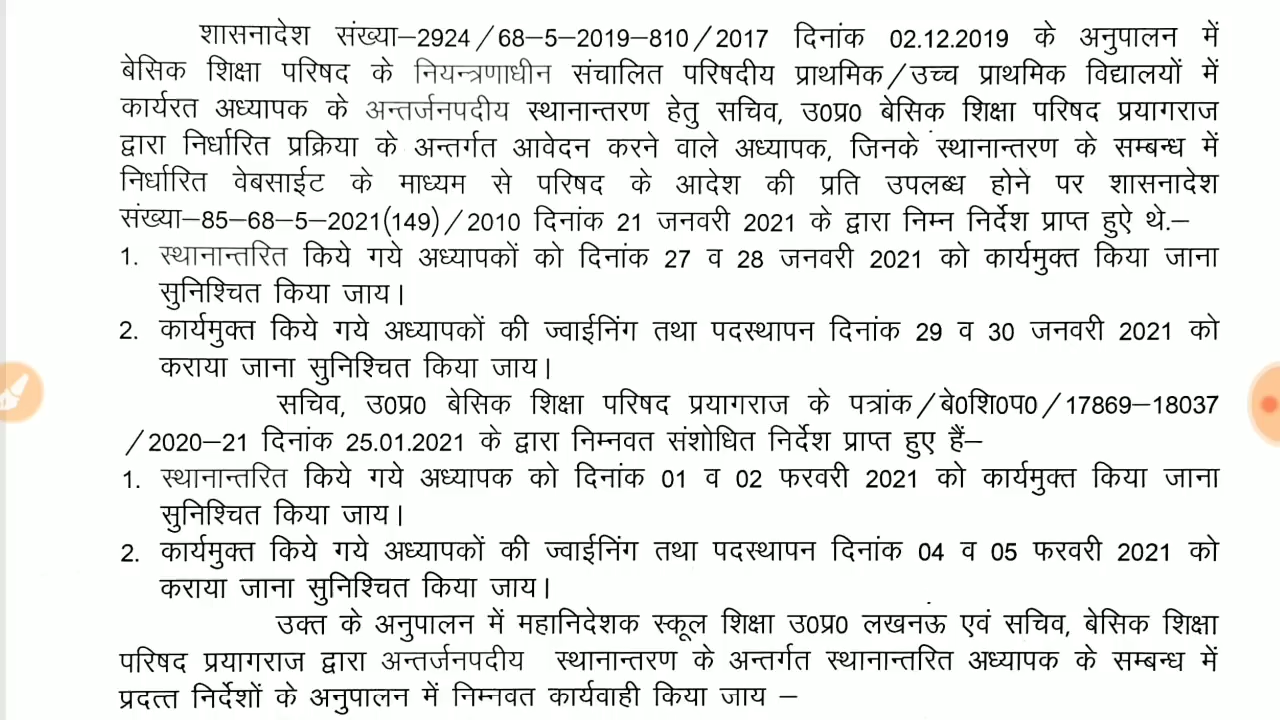 शासनादेश संख्या–2924/68-5-2019-810/2017 दिनांक 02.12.2019 के अनुपालन में
बेसिक शिक्षा परिषद के नियन्त्रणाधीन संचालित परिषदीय प्राथमिक/उच्च प्राथमिक विद्यालयों में
कार्यरत अध्यापक के अन्तर्जनपदीय स्थानान्तरण हेतु सचिव, उ0प्र0 बेसिक शिक्षा परिषद प्रयागराज
द्वारा निर्धारित प्रक्रिया के अन्तर्गत आवेदन करने वाले अध्यापक, जिनके स्थानान्तरण के सम्बन्ध में
निर्धारित वेबसाईट के माध्यम से परिषद के आदेश की प्रति उपलब्ध होने पर शासनादेश
संख्या–85-68-5-2021(149)/2010 दिनांक 21 जनवरी 2021 के द्वारा निम्न निर्देश प्राप्त हुऐ थे.–
1. स्थानान्तरित किये गये अध्यापकों को दिनांक 27 व 28 जनवरी 2021 को कार्यमुक्त किया जाना
सुनिश्चित किया जाय।
2. कार्यमुक्त किये गये अध्यापकों की ज्वाईनिंग तथा पदस्थापन दिनांक 29 व 30 जनवरी 2021 को
कराया जाना सुनिश्चित किया जाय।
सचिव, उ0प्र0 बेसिक शिक्षा परिषद प्रयागराज के पत्रांक/बे0शि0प0/17869-18037
/2020-21 दिनांक 25.01.2021 के द्वारा निम्नवत संशोधित निर्देश प्राप्त हुए हैं–
1. स्थानान्तरित किये गये अध्यापक को दिनांक 01 व 02 फरवरी 2021 को कार्यमुक्त किया जाना
सुनिश्चित किया जाय।
2. कार्यमुक्त किये गये अध्यापकों की ज्वाईनिंग तथा पदस्थापन दिनांक 04 व 05 फरवरी 2021 को
कराया जाना सुनिश्चित किया जाय।
उक्त के अनुपालन में महानिदेशक स्कूल शिक्षा उ0प्र0 लखनऊ एवं सचिव, बेसिक शिक्षा
परिषद प्रयागराज द्वारा अन्तर्जनपदीय स्थानान्तरण के अन्तर्गत स्थानान्तरित अध्यापक के सम्बन्ध में
प्रदत्त निर्देशों के अनुपालन में निम्नवत कार्यवाही किया जाय –